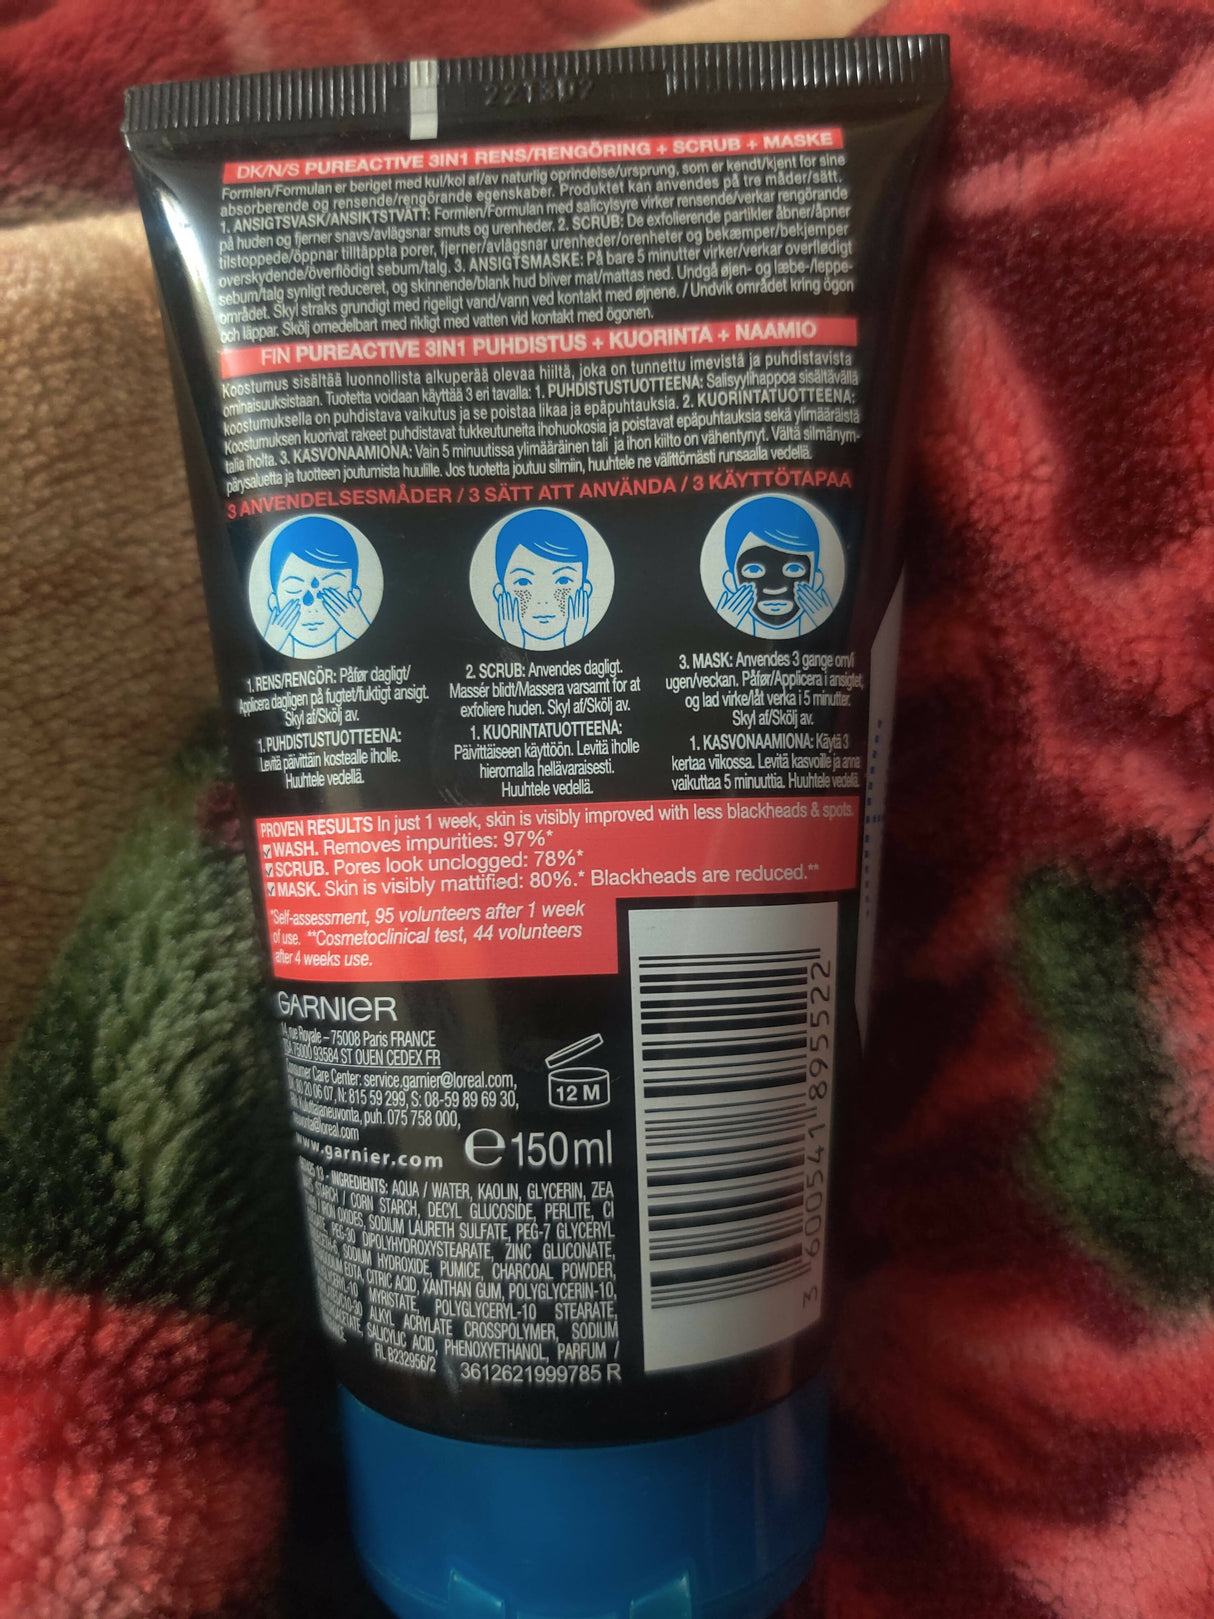 DK/N/S PUREACTIVE 3IN1 RENS/RENGÖRING + SCRUB + MASKE
Formlen/Formulan er beriget med kul/kol af/av naturlig oprindelse/ursprung, som er kendt/kjent for sine
absorberende og rensende/rengörande egenskaber. Produktet kan anvendes på tre måder/sätt.
1. ANSIGTSVASK/ANSIKTSTVÄTT: Formlen/Formulan med salicylsyre virker rensende/verkar rengörande
på huden og fjerner snavs/avlägsnar smuts og urenheder. 2. SCRUB: De exfolierende partikler åbner/åpner
tilstoppede/öppnar tilltäppta porer, fjerner/avlägsnar urenheder/orenheter og bekæmper/bekjemper
overskydende/överflödigt sebum/talg. 3. ANSIGTSMASKE: På bare 5 minutter virker/verkar overflødigt
sebum/talg synligt reduceret, og skinnende/blank hud bliver mat/mattas ned. Undgå øjen- og læbe-/leppe-
området. Skyl straks grundigt med rigeligt vand/vann ved kontakt med øjnene. / Undvik området kring ögon
och läppar. Skölj omedelbart med rikligt med vatten vid kontakt med ögonen.
FIN PUREACTIVE 3IN1 PUHDISTUS + KUORINTA + NAAMIO
Koostumus sisältää luonnollista alkuperää olevaa hiiltä, joka on tunnettu imevistä ja puhdistavista
ominaisuuksistaan. Tuotetta voidaan käyttää 3 eri tavalla: 1. PUHDISTUSTUOTTEENA: Salisyylihappoa sisältävällä
koostumuksella on puhdistava vaikutus ja se poistaa likaa ja epäpuhtauksia. 2. KUORINTATUOTTEENA:
Koostumuksen kuorivat rakeet puhdistavat tukkeutuneita ihohuokosia ja poistavat epäpuhtauksia sekä ylimääräistä
talia iholta. 3. KASVONAAMIONA: Vain 5 minuutissa ylimääräinen tali ja ihon kiilto on vähentynyt. Vältä silmänym-
pärysaluetta ja tuotteen joutumista huulille. Jos tuotetta joutuu silmiin, huuhtele ne välittömästi runsaalla vedellä.
3 ANVENDELSESMÅDER / 3 SÄTT ATT ANVÄNDA / 3 KÄYTTÖTAPAA
1. RENS/RENGÖR: Påfør dagligt/
Applicera dagligen på fugtet/fuktigt ansigt.
Skyl af/Skölj av.
1. PUHDISTUSTUOTTEENA:
Levitä päivittäin kostealle iholle.
Huuhtele vedellä.
2. SCRUB: Anvendes dagligt.
Massér blidt/Massera varsamt for at
exfoliere huden. Skyl af/Skölj av.
1. KUORINTATUOTTEENA:
Päivittäiseen käyttöön. Levitä iholle
hieromalla hellävaraisesti.
Huuhtele vedellä.
3. MASK: Anvendes 3 gange om/i
ugen/veckan. Påfør/Applicera i ansigtet,
og lad virke/låt verka i 5 minutter.
Skyl af/Skölj av.
1. KASVONAAMIONA: Käytä 3
kertaa viikossa. Levitä kasvoille ja anna
vaikuttaa 5 minuuttia. Huuhtele vedellä.
PROVEN RESULTS In just 1 week, skin is visibly improved with less blackheads & spots.
WASH. Removes impurities: 97%*
SCRUB. Pores look unclogged: 78%*
MASK. Skin is visibly mattified: 80%.* Blackheads are reduced.**
*Self-assessment, 95 volunteers after 1 week
of use. **Cosmetoclinical test, 44 volunteers
after 4 weeks use.
GARNIER
14, rue Royale – 75008 Paris FRANCE
75000 93584 ST OUEN CEDEX FR
Consumer Care Center: service.garnier@loreal.com,
80 20 06 07, N: 815 59 299, S: 08-59 89 69 30,
puh. 075 758 000,
12 M
www.garnier.com
e 150ml
INGREDIENTS: AQUA / WATER, KAOLIN, GLYCERIN, ZEA
STARCH / CORN STARCH, DECYL GLUCOSIDE, PERLITE, CI
IRON OXIDES, SODIUM LAURETH SULFATE, PEG-7 GLYCERYL
PEG-30 DIPOLYHYDROXYSTEARATE, ZINC GLUCONATE,
SODIUM HYDROXIDE, PUMICE, CHARCOAL POWDER,
EDTA, CITRIC ACID, XANTHAN GUM, POLYGLYCERIN-10,
MYRISTATE, POLYGLYCERYL-10 STEARATE,
ALKYL ACRYLATE CROSSPOLYMER, SODIUM
SALICYLIC ACID, PHENOXYETHANOL, PARFUM /
FIL B232956/2
3612621999785 R
3 600541 895522